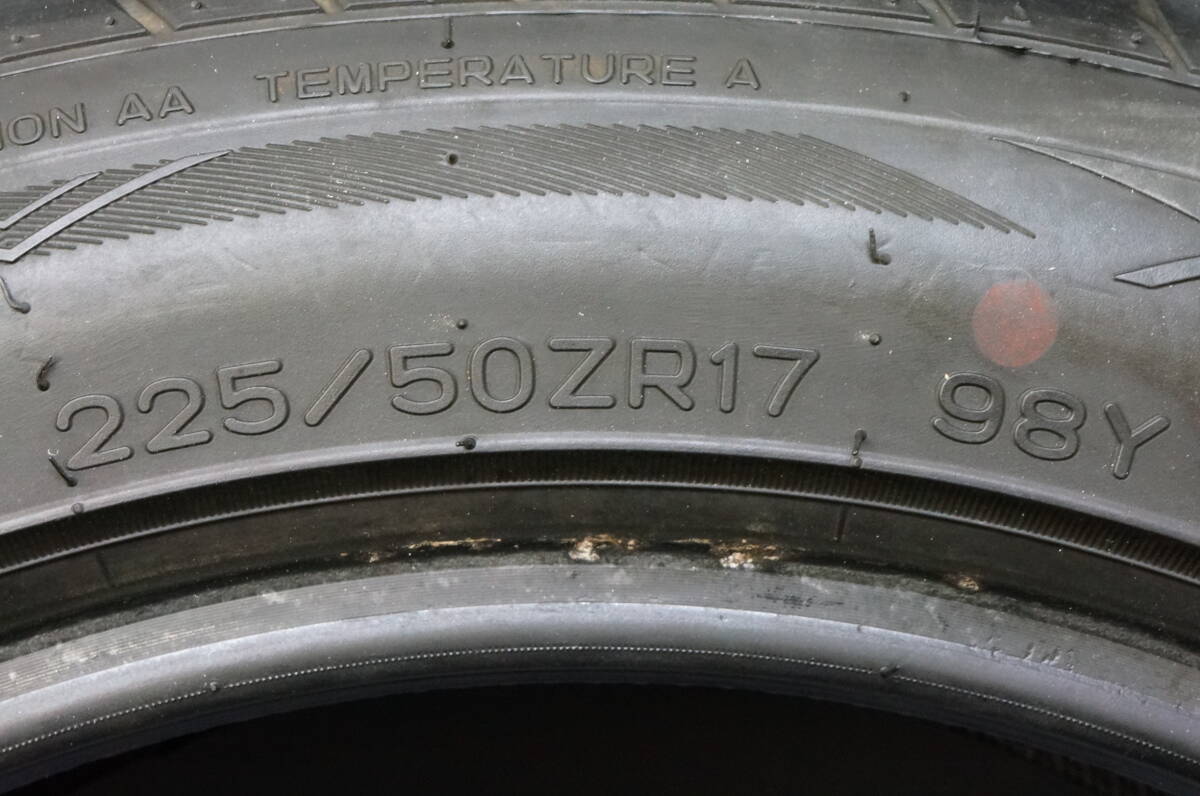 ION AA TEMPERATURE A
225/50ZR17 98Y